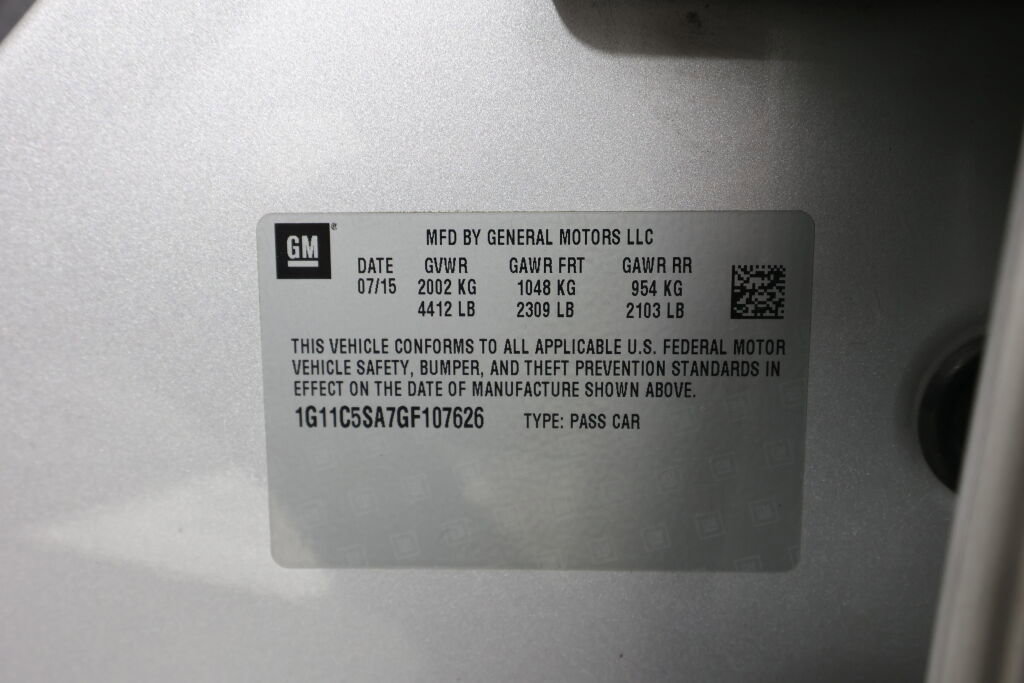 GM ®
MFD BY GENERAL MOTORS LLC
DATE GVWR GAWR FRT GAWR RR
07/15 2002 KG 1048 KG 954 KG
4412 LB 2309 LB 2103 LB
THIS VEHICLE CONFORMS TO ALL APPLICABLE U.S. FEDERAL MOTOR
VEHICLE SAFETY, BUMPER, AND THEFT PREVENTION STANDARDS IN
EFFECT ON THE DATE OF MANUFACTURE SHOWN ABOVE.
1G11C5SA7GF107626 TYPE: PASS CAR